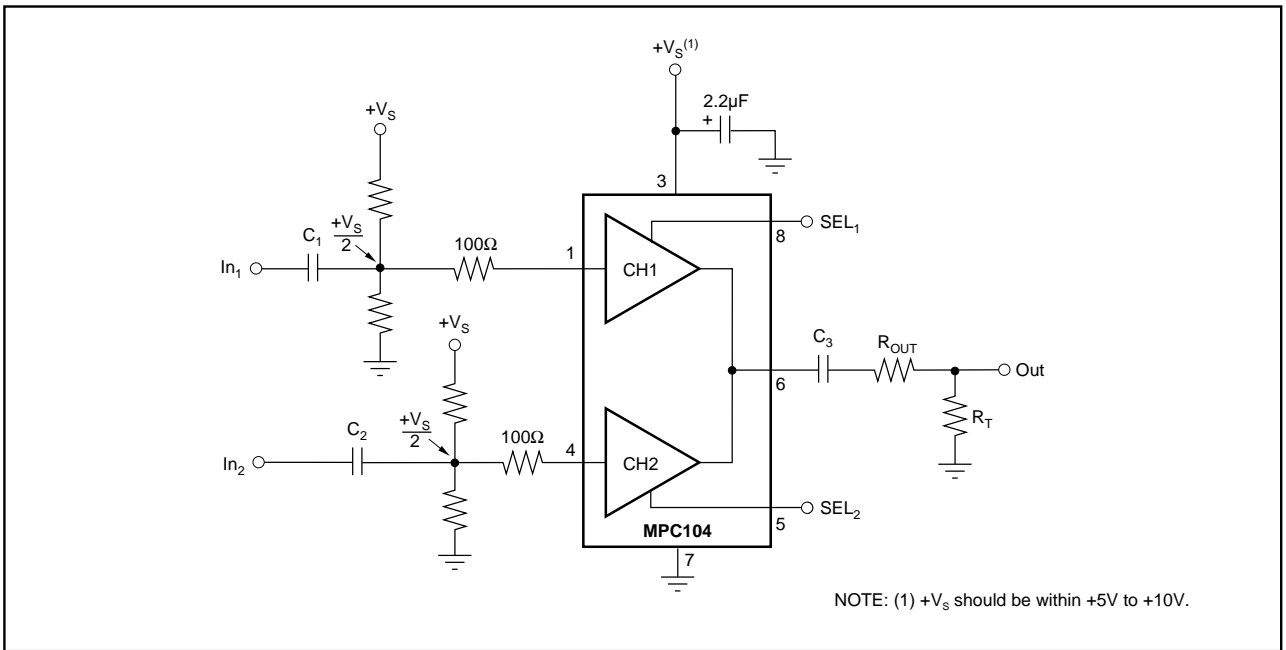 +VS(1)
2.2µF
+
+VS
3
SEL1
8
+VS
2
C1
100Ω
1
In1
CH1
+VS
C3
ROUT
Out
6
RT
+VS
2
C2
100Ω
4
In2
CH2
SEL2
5
MPC104
7
NOTE: (1) +VS should be within +5V to +10V.